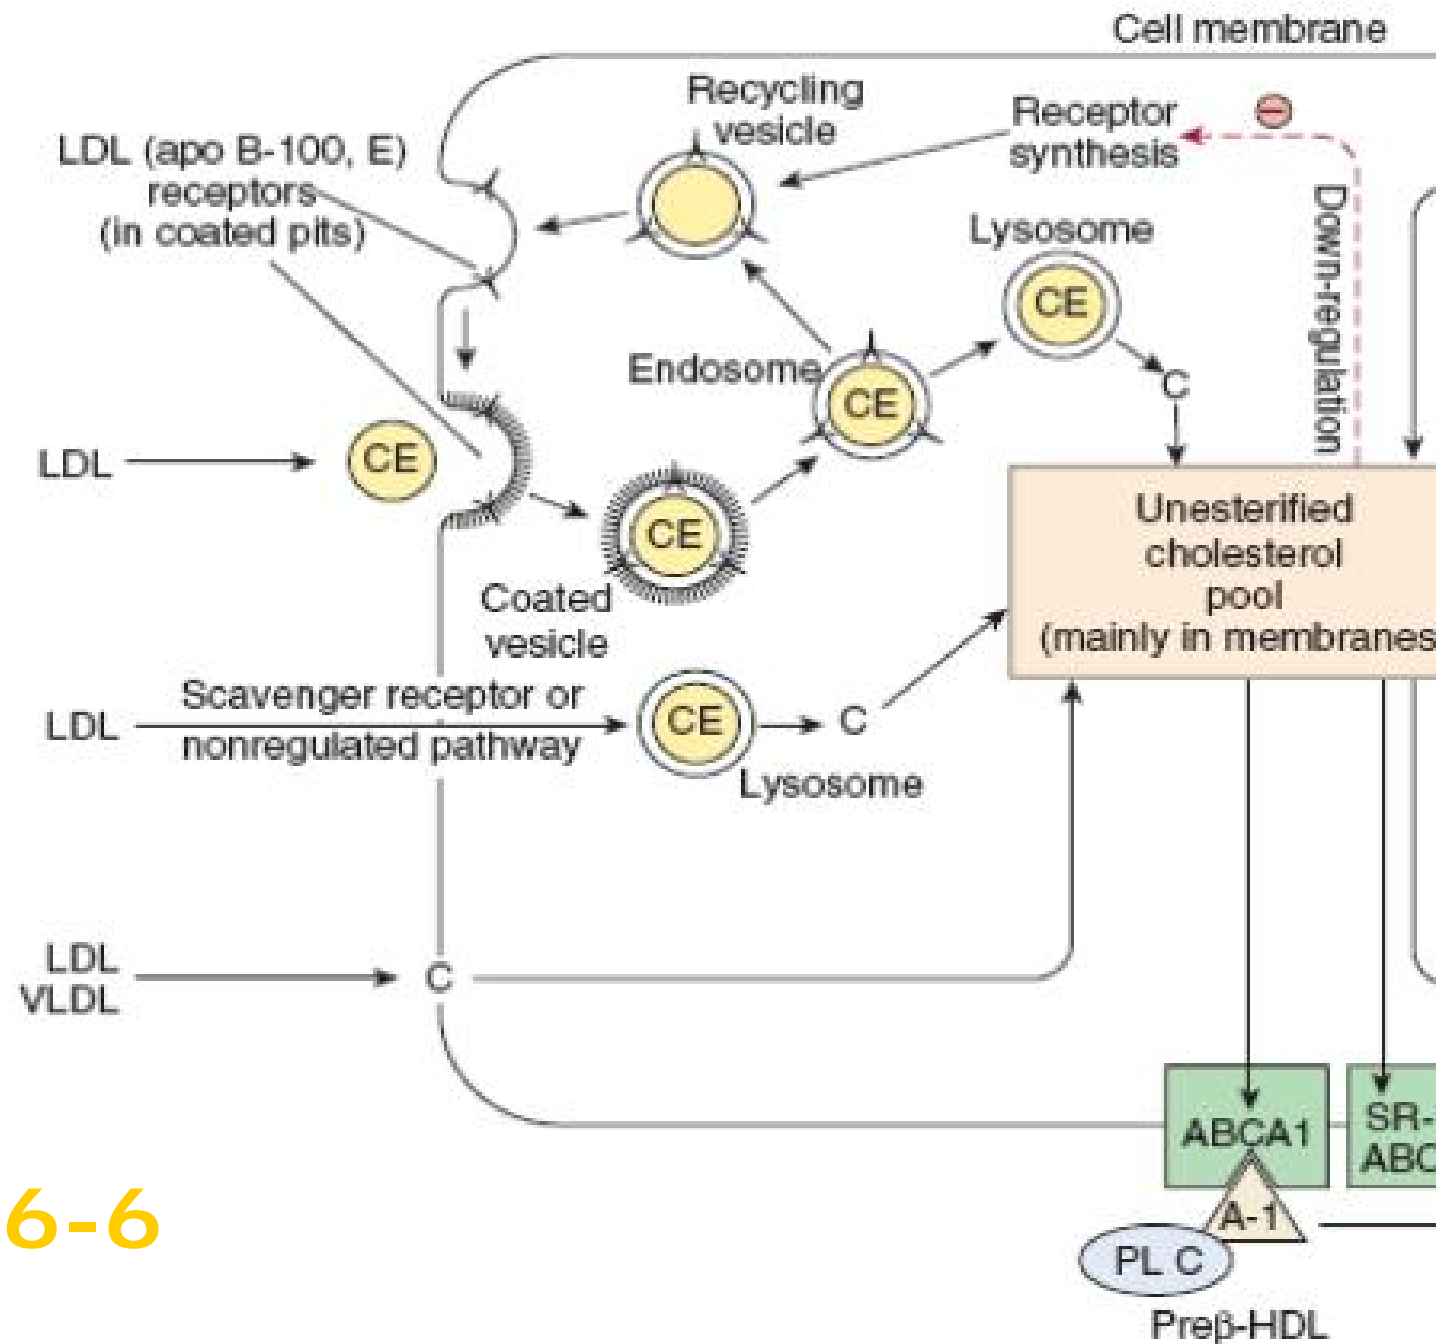 Cell membrane
Recycling
vesicle
Receptor
synthesis
LDL (apo B-100, E)
receptors
(in coated pits)
Down-regulation
Lysosome
CE
C
Endosome
CE
LDL
CE
CE
Coated
vesicle
Unesterified
cholesterol
pool
(mainly in membranes
LDL
Scavenger receptor or
nonregulated pathway
CE
C
Lysosome
LDL
VLDL
C
ABCA1
SR-
ABC
A-1
PL C
Preβ-HDL
6-6